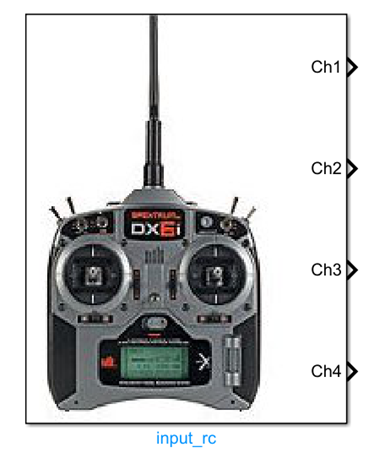 Ch1
Ch2
SPEKTRUM
DX6i
Ch3
Ch4
input_rc